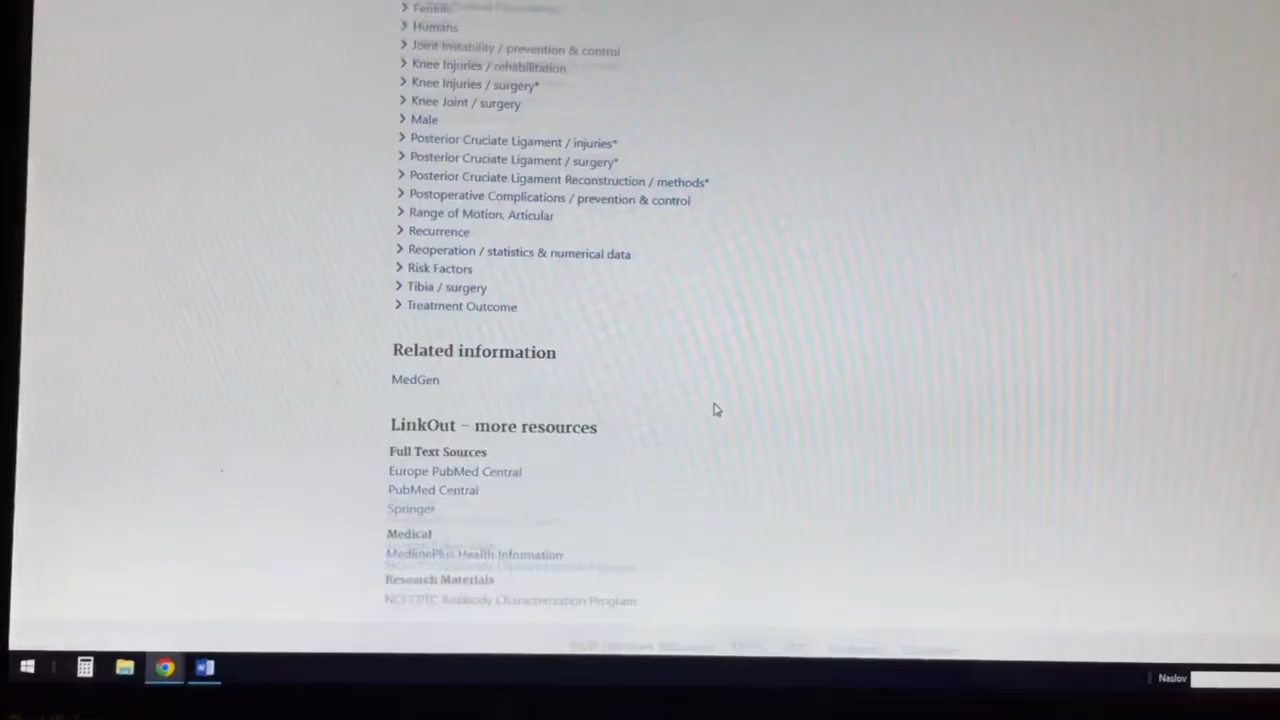 Humans
Joint Instability / prevention & control
Knee Injuries / rehabilitation
Knee Injuries / surgery*
Knee Joint / surgery
Male
Posterior Cruciate Ligament / injuries*
Posterior Cruciate Ligament / surgery*
Posterior Cruciate Ligament Reconstruction / methods*
Postoperative Complications / prevention & control
Range of Motion, Articular
Recurrence
Reoperation / statistics & numerical data
Risk Factors
Tibia / surgery
Treatment Outcome
Related information
MedGen
LinkOut – more resources
Full Text Sources
Europe PubMed Central
PubMed Central
Springer
Medical
MedlinePlus Health Information
Research Materials
NCI CPTC Antibody Characterization Program
Naslov